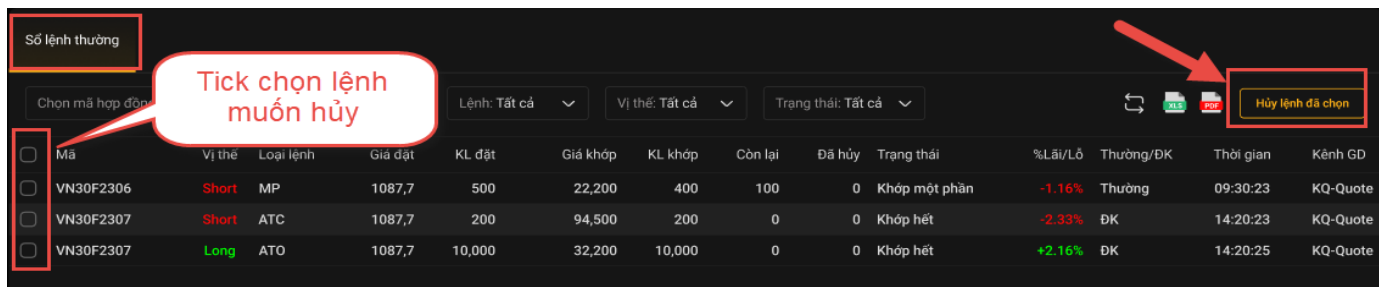 Sổ lệnh thường
Tick chọn lệnh
muốn hủy
Chọn mã hợp đồng Lệnh: Tất cả Vị thế: Tất cả Trạng thái: Tất cả XLS PDF Hủy lệnh đã chọn
Mã Vị thế Loại lệnh Giá đặt KL đặt Giá khớp KL khớp Còn lại Đã hủy Trạng thái %Lãi/Lỗ Thường/ĐK Thời gian Kênh GD
VN30F2306 Short MP 1087,7 500 22,200 400 100 0 Khớp một phần -1.16% Thường 09:30:23 KQ-Quote
VN30F2307 Short ATC 1087,7 200 94,500 200 0 0 Khớp hết -2.33% ĐK 14:20:23 KQ-Quote
VN30F2307 Long ATO 1087,7 10,000 32,200 10,000 0 0 Khớp hết +2.16% ĐK 14:20:25 KQ-Quote